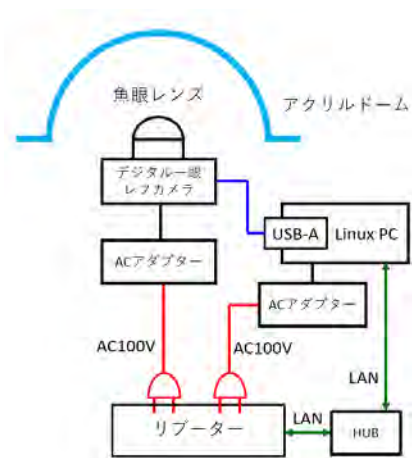 魚眼レンズ
アクリルドーム
デジタル一眼
レフカメラ
USB-A
Linux PC
ACアダプター
ACアダプター
AC100V
AC100V
LAN
リブーター
LAN
HUB